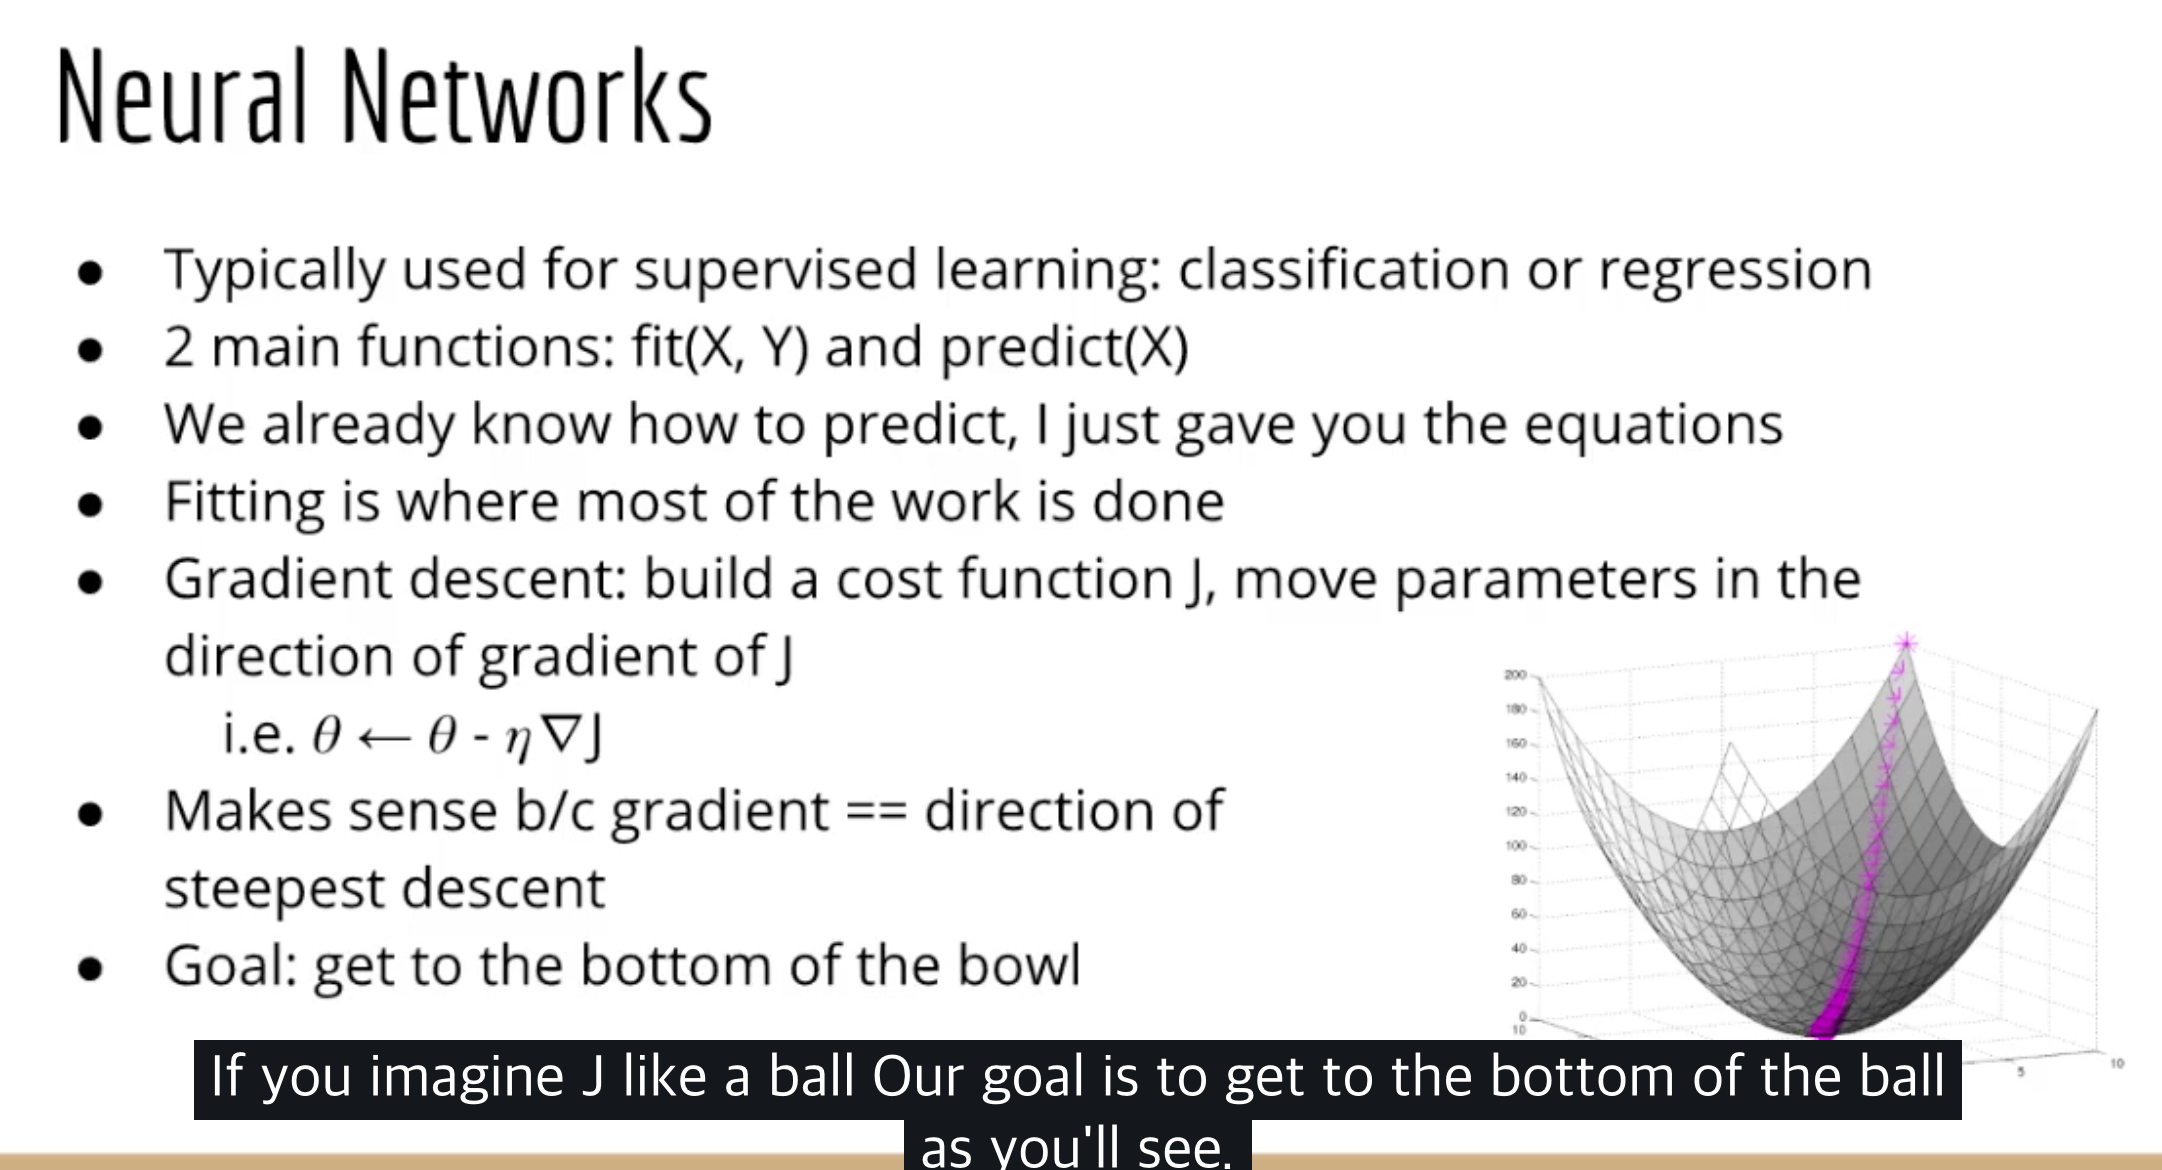 Neural Networks
● Typically used for supervised learning: classification or regression
● 2 main functions: fit(X, Y) and predict(X)
● We already know how to predict, I just gave you the equations
● Fitting is where most of the work is done
● Gradient descent: build a cost function J, move parameters in the
direction of gradient of J
i.e. θ ← θ - η∇J
● Makes sense b/c gradient == direction of
steepest descent
● Goal: get to the bottom of the bowl
200
180
160
140
120
100
80
60
40
20
0
10
5
10
If you imagine J like a ball Our goal is to get to the bottom of the ball
as you'll see.